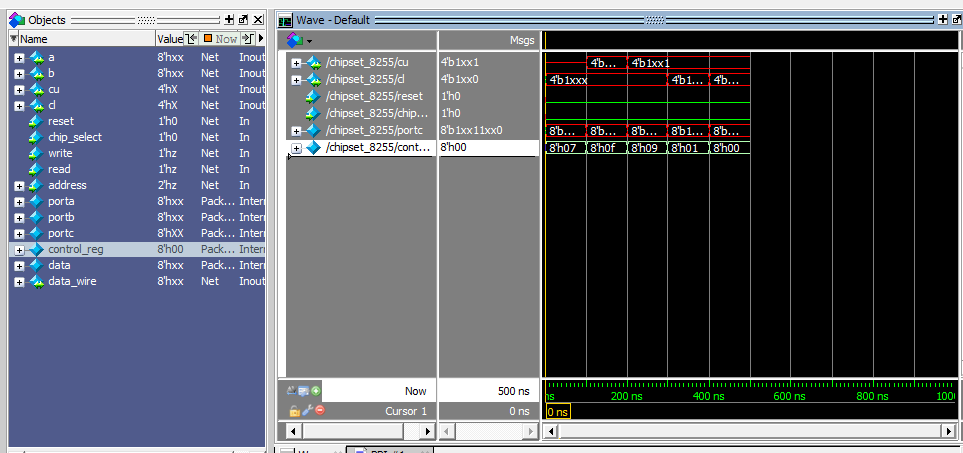 Objects
Name Value Now
a 8'hxx Net Inout
b 8'hxx Net Inout
cu 4'hX Net Inout
cl 4'hX Net Inout
reset 1'h0 Net In
chip_select 1'h0 Net In
write 1'hz Net In
read 1'hz Net In
address 2'hz Net In
porta 8'hxx Pack... Inter
portb 8'hxx Pack... Inter
portc 8'hXX Pack... Inter
control_reg 8'h00 Pack... Inter
data 8'hxx Pack... Inter
data_wire 8'hxx Net Inout
Wave - Default
Msgs
/chipset_8255/cu 4'b1xx1 4'b... 4'b1xx1
/chipset_8255/cl 4'b1xx0 4'b1xxx 4'b1... 4'b...
/chipset_8255/reset 1'h0
/chipset_8255/chip... 1'h0
/chipset_8255/portc 8'b1xx11xx0 8'b... 8'b... 8'b... 8'b1... 8'b...
/chipset_8255/cont... 8'h00 8'h07 8'h0f 8'h09 8'h01 8'h00
Now 500 ns ns 200 ns 400 ns 600 ns 800 ns 100
Cursor 1 0 ns 0 ns